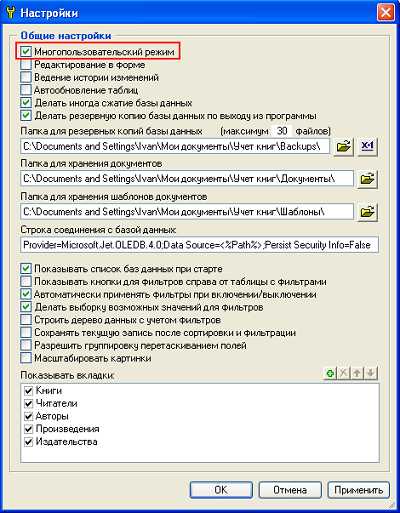 Настройки
Общие настройки
Многопользовательский режим
Редактирование в форме
Ведение истории изменений
Автообновление таблиц
Делать иногда сжатие базы данных
Делать резервную копию базы данных по выходу из программы
Папка для резервных копий базы данных (максимум 30 файлов)
C:\Documents and Settings\Ivan\Мои документы\Учет книг\Backups\
Папка для хранения документов
C:\Documents and Settings\Ivan\Мои документы\Учет книг\Документы\
Папка для хранения шаблонов документов
C:\Documents and Settings\Ivan\Мои документы\Учет книг\Шаблоны\
Строка соединения с базой данных:
Provider=Microsoft.Jet.OLEDB.4.0;Data Source=<%Path%>;Persist Security Info=False
Показывать список баз данных при старте
Показывать кнопки для фильтров справа от таблицы с фильтрами
Автоматически применять фильтры при включении/выключении
Делать выборку возможных значений для фильтров
Строить дерево данных с учетом фильтров
Сохранять текущую запись после сортировки и фильтрации
Разрешить группировку перетаскиванием полей
Масштабировать картинки
Показывать вкладки:
Книги
Читатели
Авторы
Произведения
Издательства
OK Отмена Применить